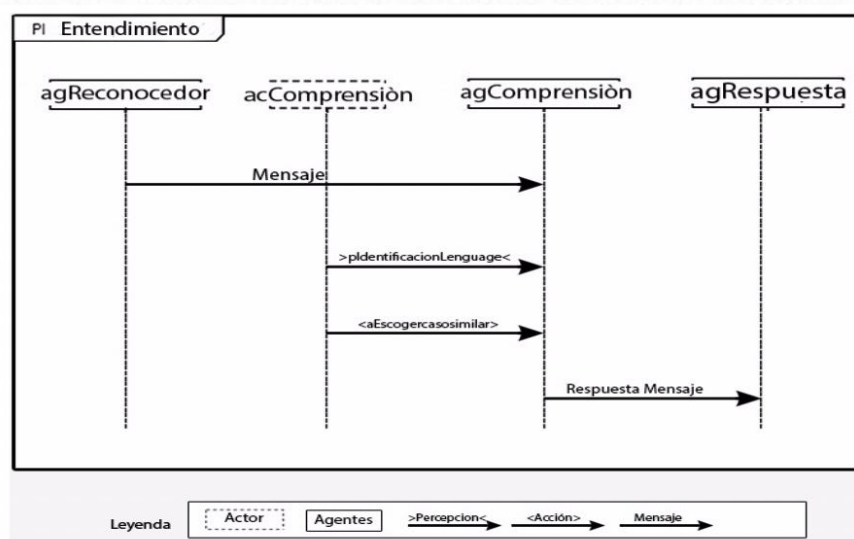 PI Entendimiento
agReconocedor acComprensiòn agComprensiòn agRespuesta
Mensaje
>pIdentificacionLenguage<
<aEscogercasosimilar>
Respuesta Mensaje
Leyenda Actor Agentes >Percepcion< <Acción> Mensaje